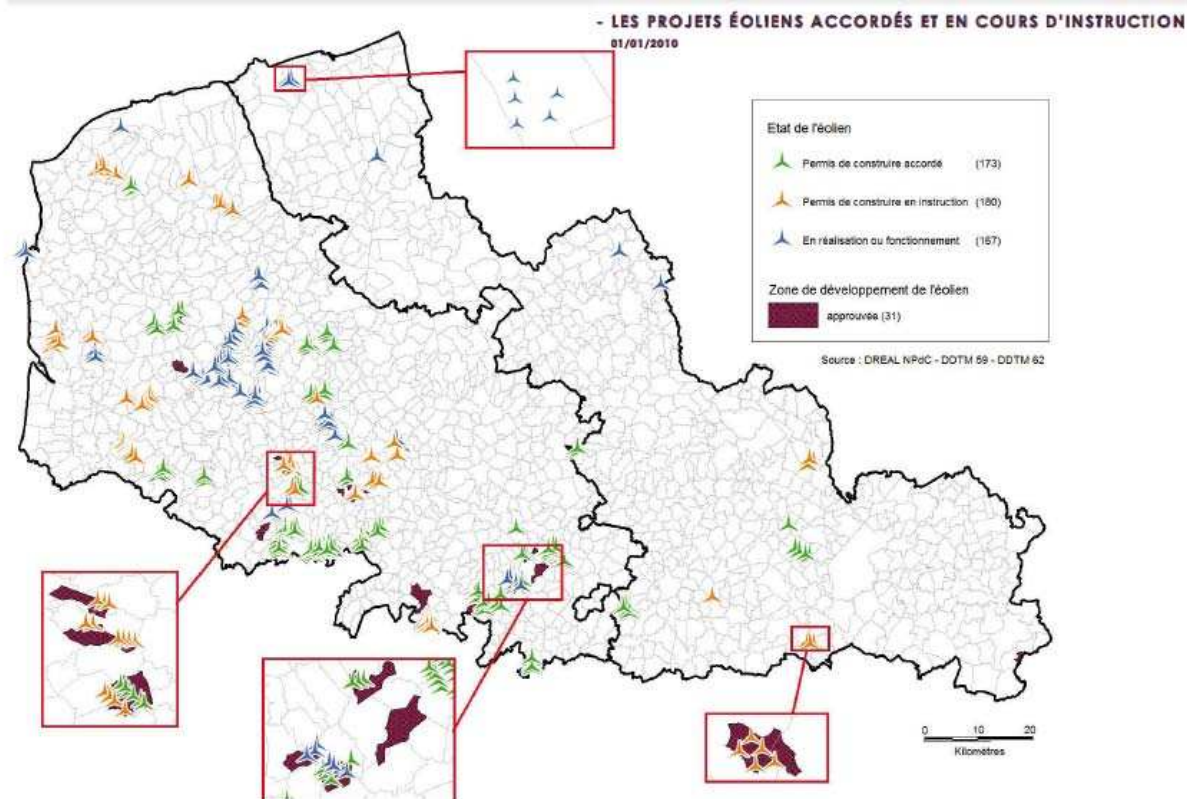 - LES PROJETS ÉOLIENS ACCORDÉS ET EN COURS D'INSTRUCTION
01/01/2010
Etat de l'éolien
Permis de construire accordé (173)
Permis de construire en instruction (180)
En réalisation ou fonctionnement (167)
Zone de développement de l'éolien
approuvée (31)
Source : DREAL NPdC - DDTM 59 - DDTM 62
0 10 20
Kilomètres